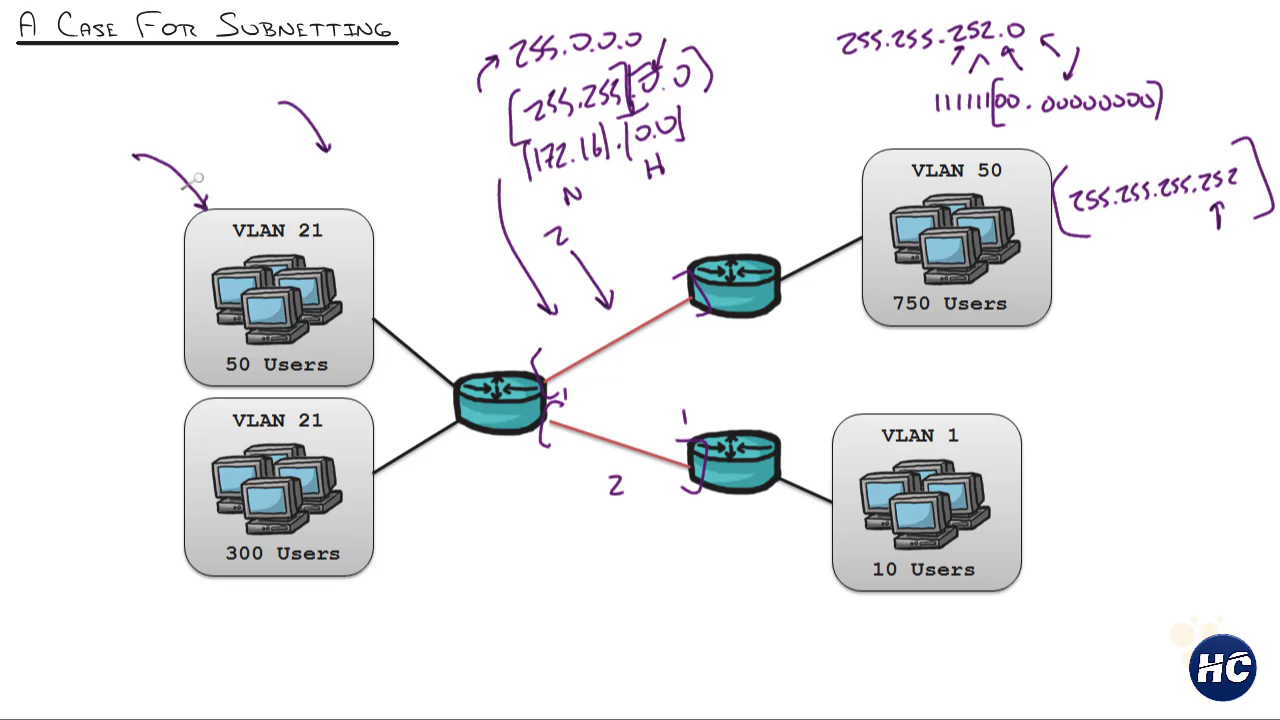 A CASE FOR SUBNETTING
255.0.0.0
[255.255].[0.0)
[172.16].[0.0]
N
H
2
255.255.252.0
111111[00.00000000)
(255.255.255.252]
VLAN 50
750 Users
VLAN 21
50 Users
VLAN 21
300 Users
1
1
2
VLAN 1
10 Users
HC